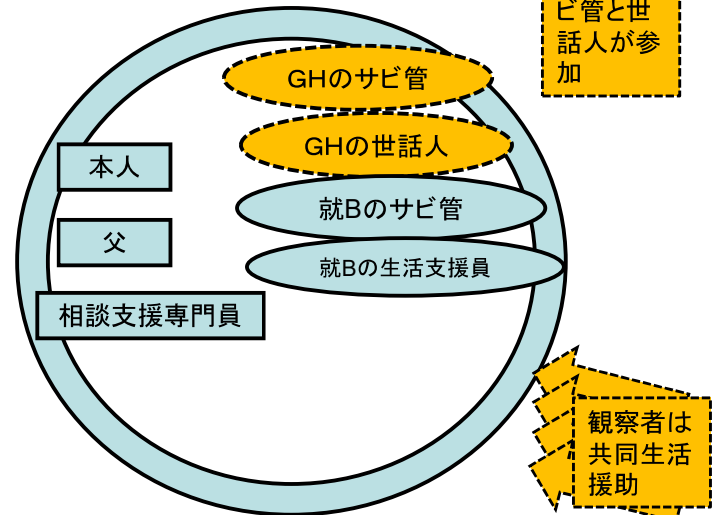 ビ管と世
話人が参
加
GHのサビ管
GHの世話人
本人
就Bのサビ管
父
就Bの生活支援員
相談支援専門員
観察者は
共同生活
援助